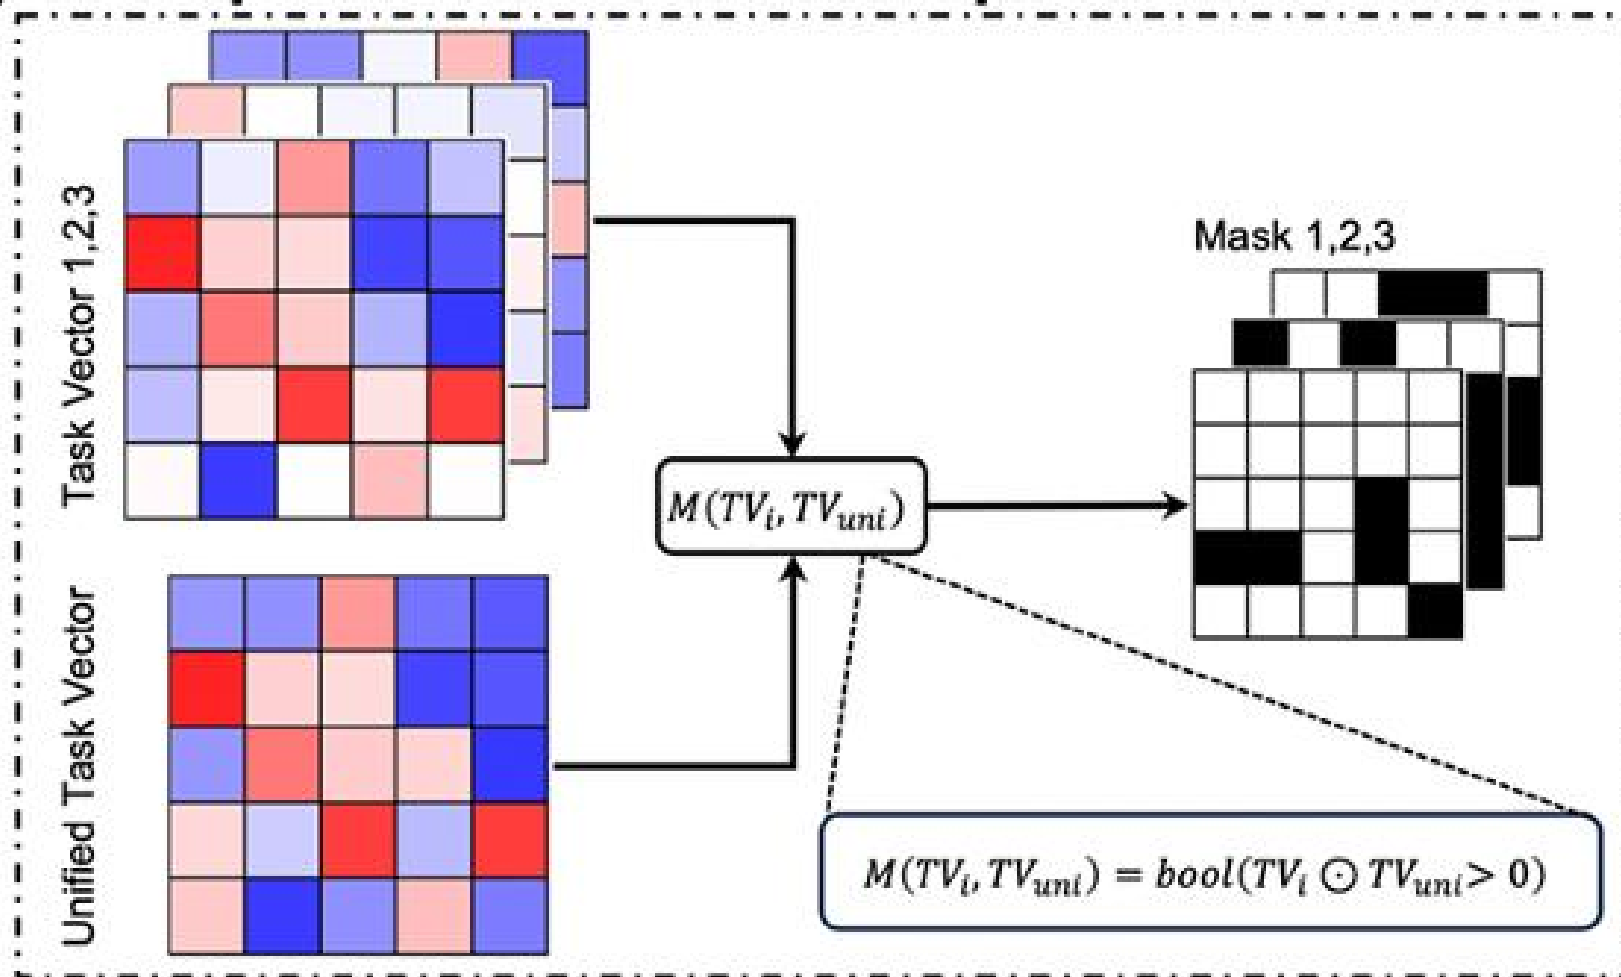 Task Vector 1,2,3
Mask 1,2,3
M(TVᵢ, TVᵤₙᵢ)
Unified Task Vector
M(TVᵢ, TVᵤₙᵢ) = bool(TVᵢ ⊙ TVᵤₙᵢ> 0)